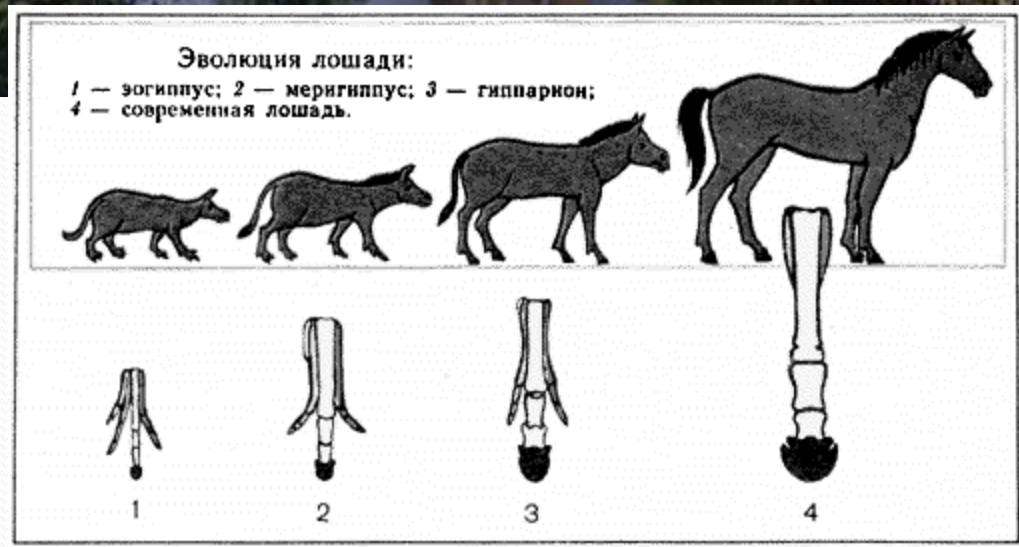 Эволюция лошади:
1 — эогиппус; 2 — меригиппус; 3 — гиппарион;
4 — современная лошадь.
1 2 3 4